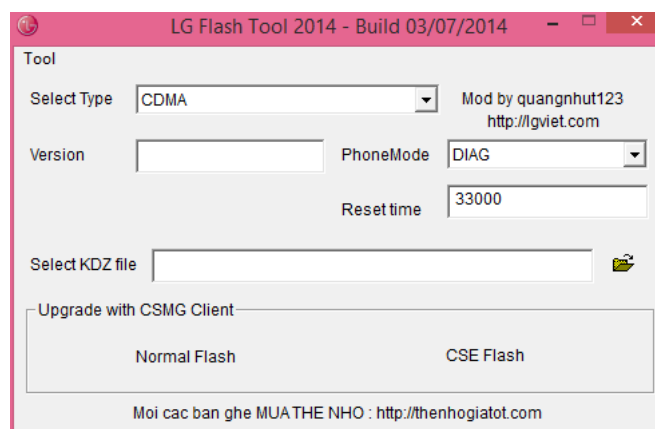 LG Flash Tool 2014 - Build 03/07/2014
Tool
Select Type CDMA Mod by quangnhut123
http://lgviet.com
Version PhoneMode DIAG
Reset time 33000
Select KDZ file
Upgrade with CSMG Client
Normal Flash CSE Flash
Moi cac ban ghe MUA THE NHO : http://thenhogiatot.com